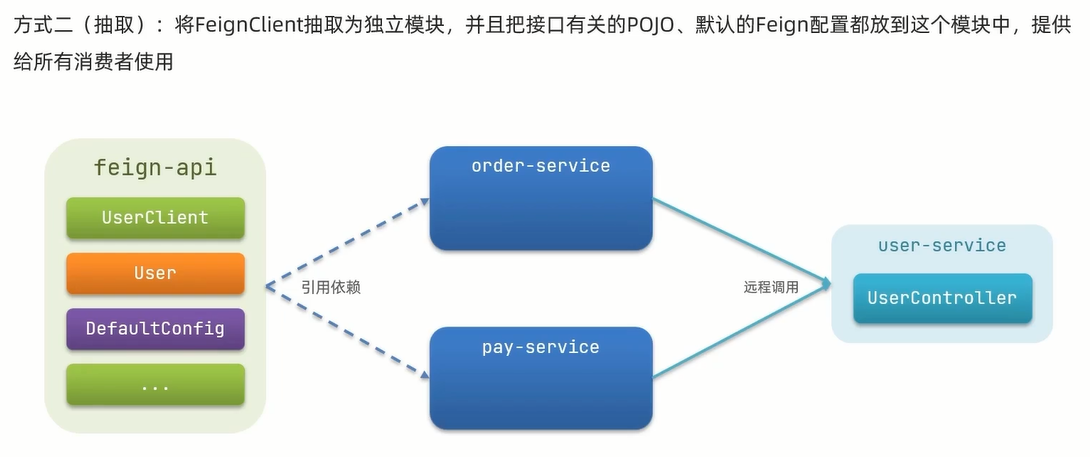 方式二（抽取）：将FeignClient抽取为独立模块，并且把接口有关的POJO、默认的Feign配置都放到这个模块中，提供
给所有消费者使用
feign-api
UserClient
User
DefaultConfig
...
引用依赖
order-service
pay-service
远程调用
user-service
UserController